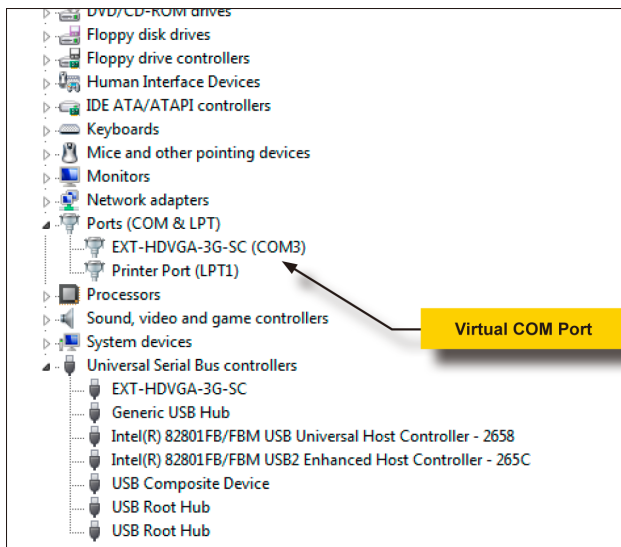 DVD/CD-ROM drives
Floppy disk drives
Floppy drive controllers
Human Interface Devices
IDE ATA/ATAPI controllers
Keyboards
Mice and other pointing devices
Monitors
Network adapters
Ports (COM & LPT)
EXT-HDVGA-3G-SC (COM3)
Printer Port (LPT1)
Processors
Sound, video and game controllers
Virtual COM Port
System devices
Universal Serial Bus controllers
EXT-HDVGA-3G-SC
Generic USB Hub
Intel(R) 82801FB/FBM USB Universal Host Controller - 2658
Intel(R) 82801FB/FBM USB2 Enhanced Host Controller - 265C
USB Composite Device
USB Root Hub
USB Root Hub